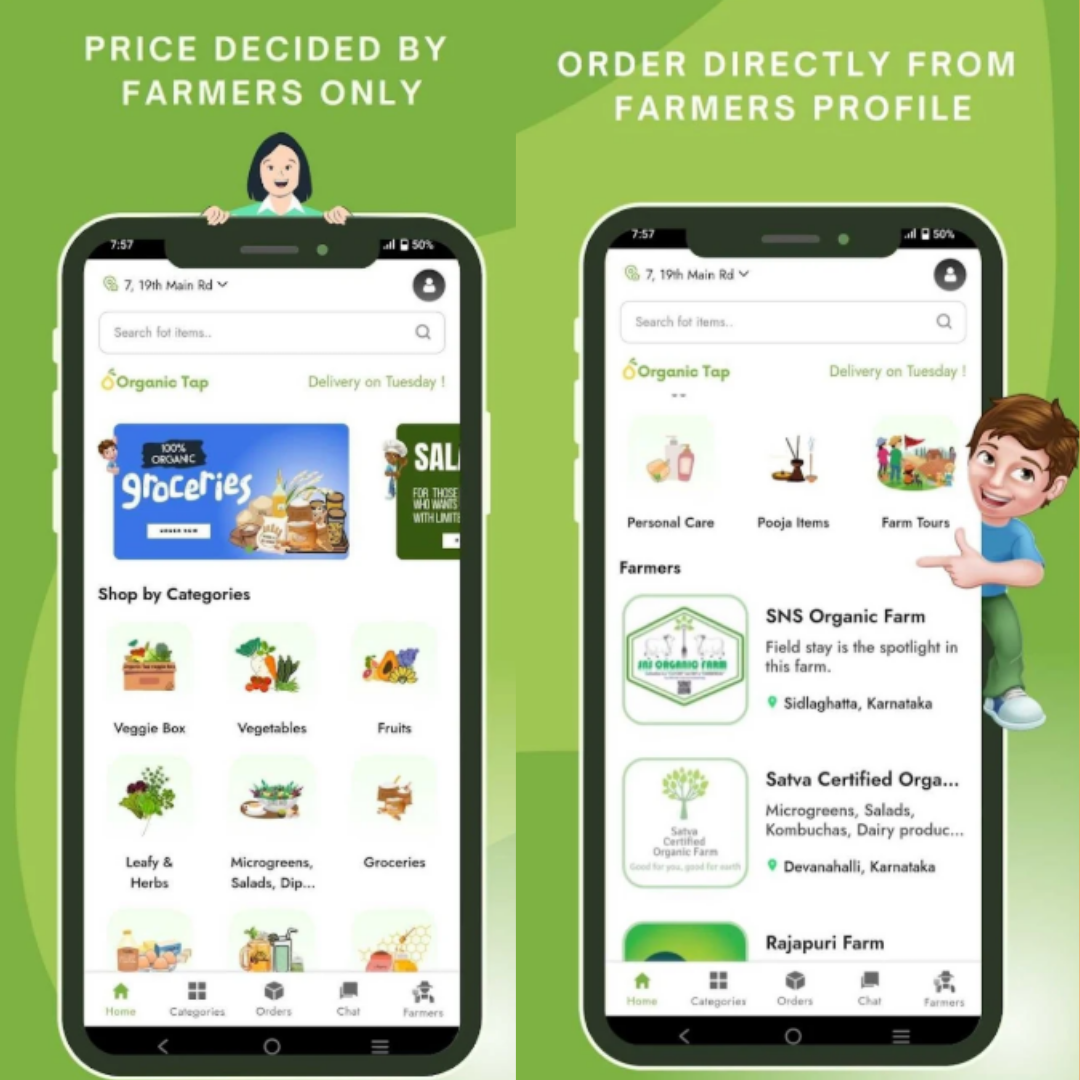 PRICE DECIDED BY
FARMERS ONLY
7:57
50%
7, 19th Main Rd
Search fot items..
Organic Tap
Delivery on Tuesday !
100%
ORGANIC
groceries
ORDER NOW
SAL
FOR THOSE
WHO WANTS
WITH LIMITE
Shop by Categories
Veggie Box
Vegetables
Fruits
Leafy &
Herbs
Microgreens,
Salads, Dip...
Groceries
Home
Categories
Orders
Chat
Farmers
ORDER DIRECTLY FROM
FARMERS PROFILE
7:57
50%
7, 19th Main Rd
Search fot items..
Organic Tap
Delivery on Tuesday !
Personal Care
Pooja Items
Farm Tours
Farmers
SNS ORGANIC FARM
SNS Organic Farm
Field stay is the spotlight in
this farm.
Sidlaghatta, Karnataka
Satva
Certified
Organic Farm
Good for you, good for earth
Satva Certified Orga...
Microgreens, Salads,
Kombuchas, Dairy produc...
Devanahalli, Karnataka
Rajapuri Farm
Home
Categories
Orders
Chat
Farmers